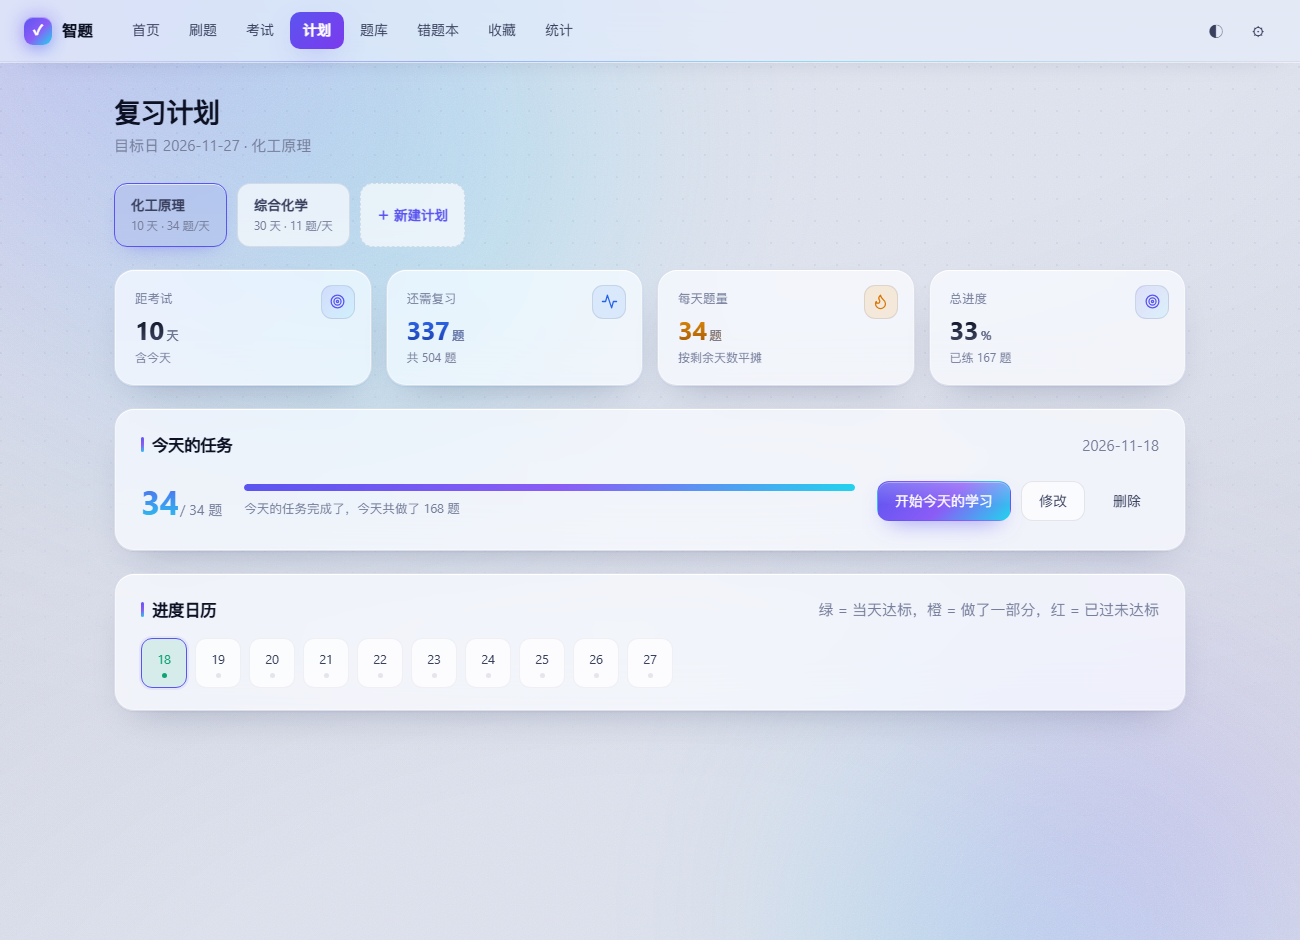 智题 首页 刷题 考试 计划 题库 错题本 收藏 统计
复习计划
目标日 2026-11-27 · 化工原理
化工原理
10 天 · 34 题/天
综合化学
30 天 · 11 题/天
+ 新建计划
距考试
10 天
含今天
还需复习
337 题
共 504 题
每天题量
34 题
按剩余天数平摊
总进度
33 %
已练 167 题
今天的任务
2026-11-18
34 / 34 题
今天的任务完成了，今天共做了 168 题
开始今天的学习
修改
删除
进度日历
绿 = 当天达标，橙 = 做了一部分，红 = 已过未达标
18 19 20 21 22 23 24 25 26 27